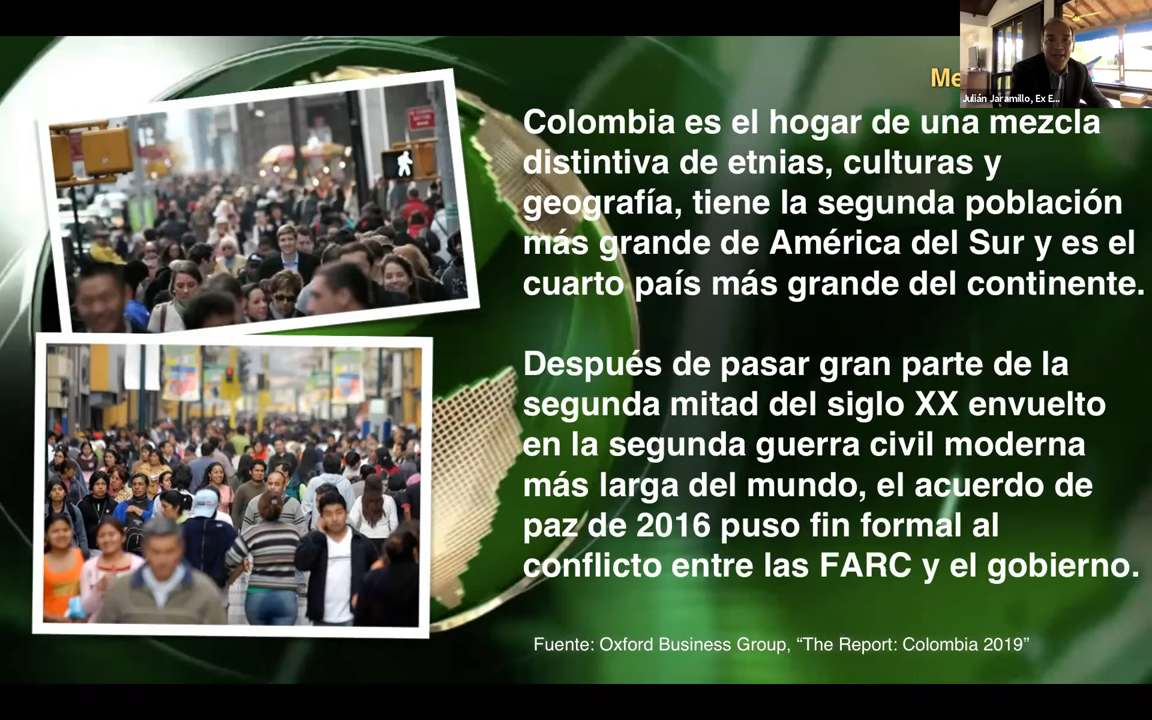 Me
Julián Jaramillo, Ex E...
Colombia es el hogar de una mezcla
distintiva de etnias, culturas y
geografía, tiene la segunda población
más grande de América del Sur y es el
cuarto país más grande del continente.
Después de pasar gran parte de la
segunda mitad del siglo XX envuelto
en la segunda guerra civil moderna
más larga del mundo, el acuerdo de
paz de 2016 puso fin formal al
conflicto entre las FARC y el gobierno.
Fuente: Oxford Business Group, “The Report: Colombia 2019”